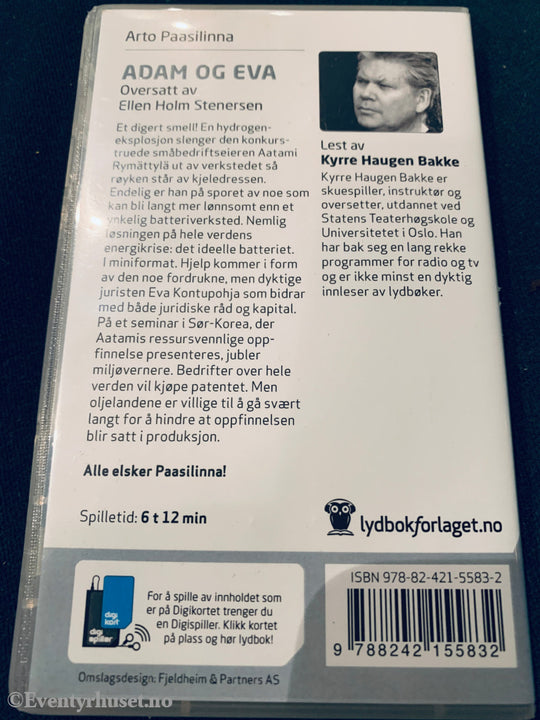 Arto Paasilinna
ADAM OG EVA
Oversatt av
Ellen Holm Stenersen
Et digert smell! En hydrogen-
eksplosjon slenger den konkurs-
truede småbedriftseieren Aatami
Rymättylä ut av verkstedet så
røyken står av kjeledressen.
Endelig er han på sporet av noe som
kan bli langt mer lønnsomt enn et
ynkelig batteriverksted. Nemlig
løsningen på hele verdens
energikrise: det ideelle batteriet.
I miniformat. Hjelp kommer i form
av den noe fordrukne, men dyktige
juristen Eva Kontupohja som bidrar
med både juridiske råd og kapital.
På et seminar i Sør-Korea, der
Aatamis ressursvennlige opp-
finnelse presenteres, jubler
miljøvernere. Bedrifter over hele
verden vil kjøpe patentet. Men
oljelandene er villige til å gå svært
langt for å hindre at oppfinnelsen
blir satt i produksjon.
Alle elsker Paasilinna!
Spilletid: 6 t 12 min
Lest av
Kyrre Haugen Bakke
Kyrre Haugen Bakke er
skuespiller, instruktør og
oversetter, utdannet ved
Statens Teaterhøgskole og
Universitetet i Oslo. Han
har bak seg en lang rekke
programmer for radio og tv
og er ikke minst en dyktig
innleser av lydbøker.
lydbokforlaget.no
digi
kort
digi
spiller
For å spille av innholdet som
er på Digikortet trenger du
en Digispiller. Klikk kortet
på plass og hør lydbok!
ISBN 978-82-421-5583-2
9 788242 155832
Omslagsdesign: Fjeldheim & Partners AS
©Eventyrhuset.no